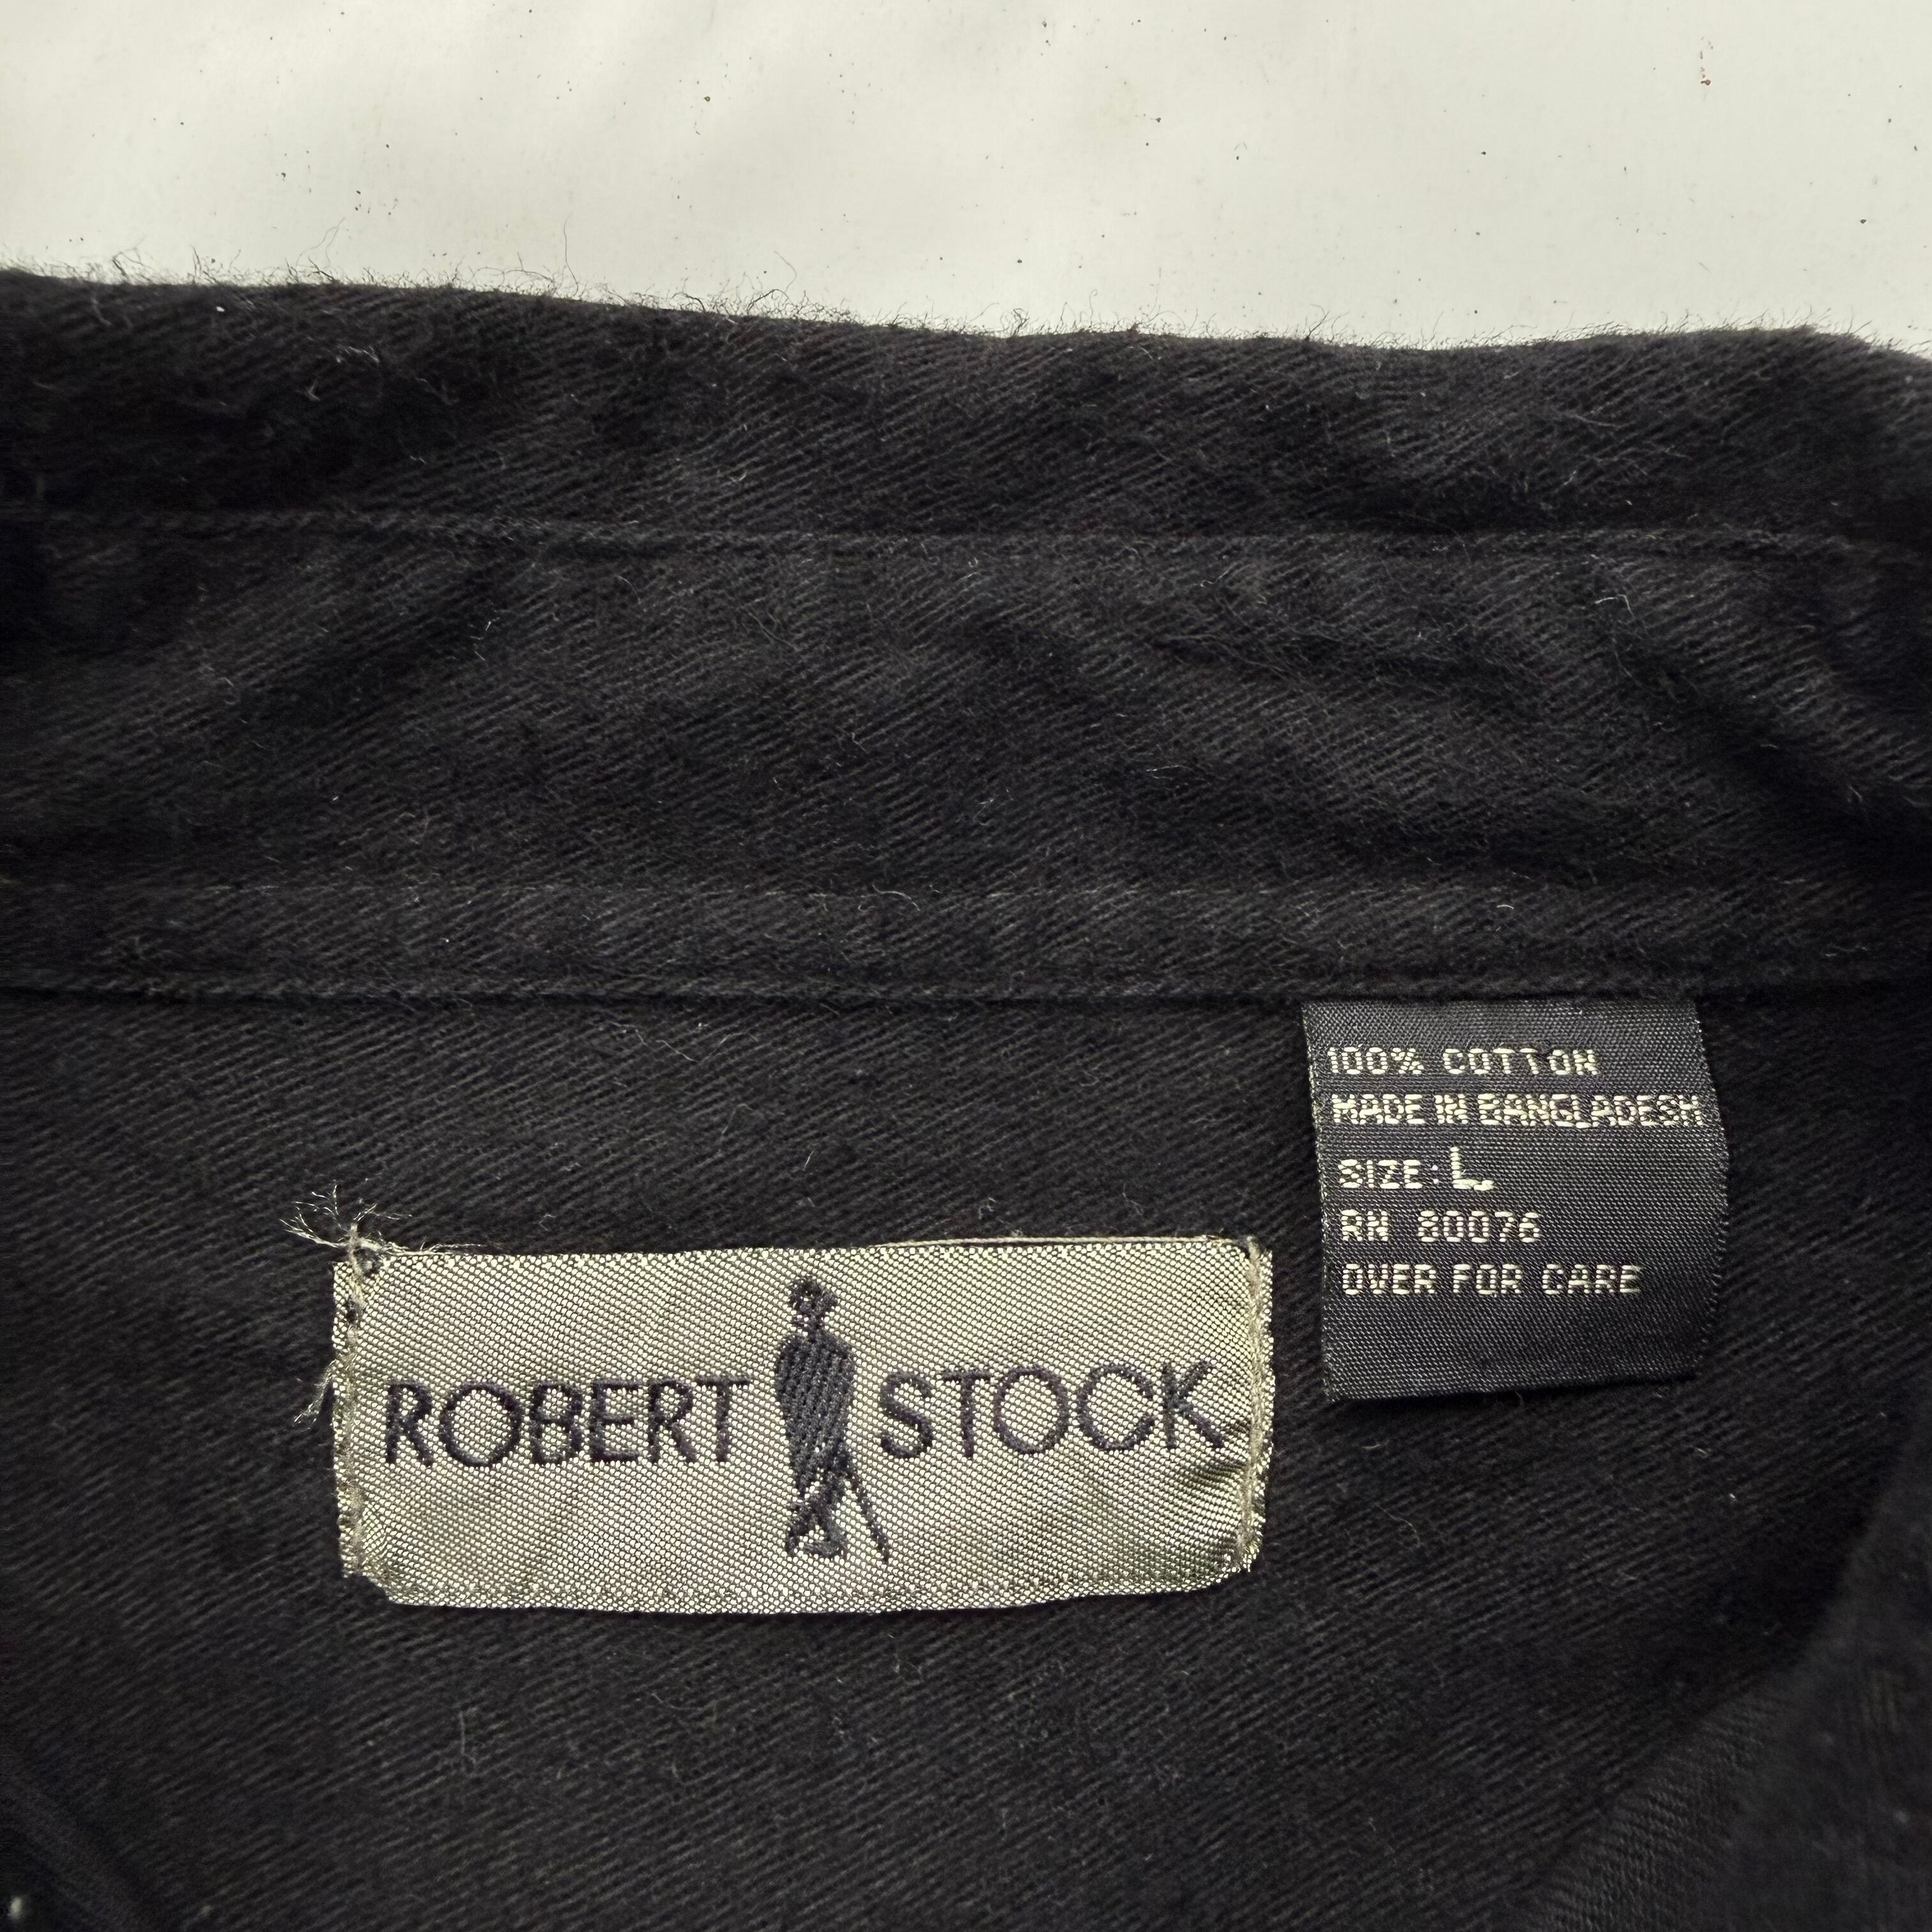 100% COTTON
MADE IN BANGLADESH
SIZE: L
RN 80076
OVER FOR CARE
ROBERT STOCK